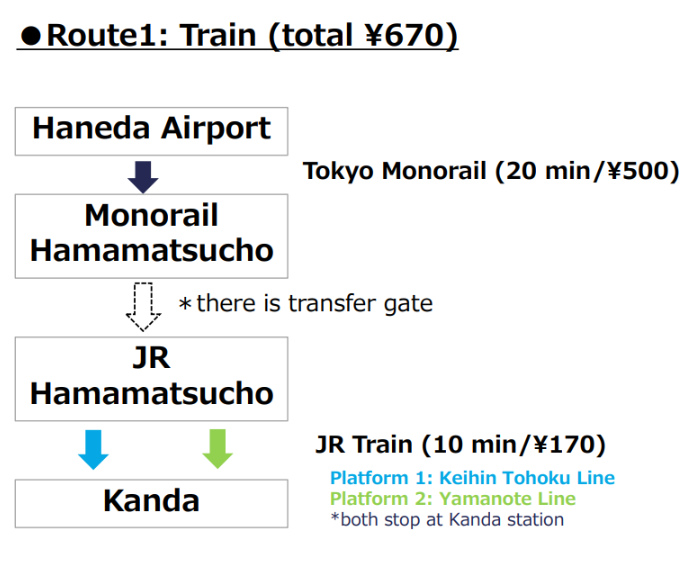 ●Route1: Train (total ¥670)
Haneda Airport
Tokyo Monorail (20 min/¥500)
Monorail
Hamamatsucho
*there is transfer gate
JR
Hamamatsucho
JR Train (10 min/¥170)
Platform 1: Keihin Tohoku Line
Platform 2: Yamanote Line
*both stop at Kanda station
Kanda